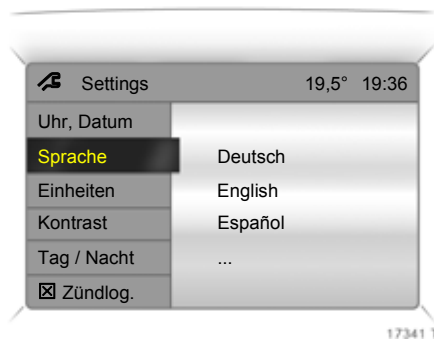 Settings 19,5° 19:36
Uhr, Datum
Sprache Deutsch
Einheiten English
Kontrast Español
Tag / Nacht ...
Zündlog.
17341 T